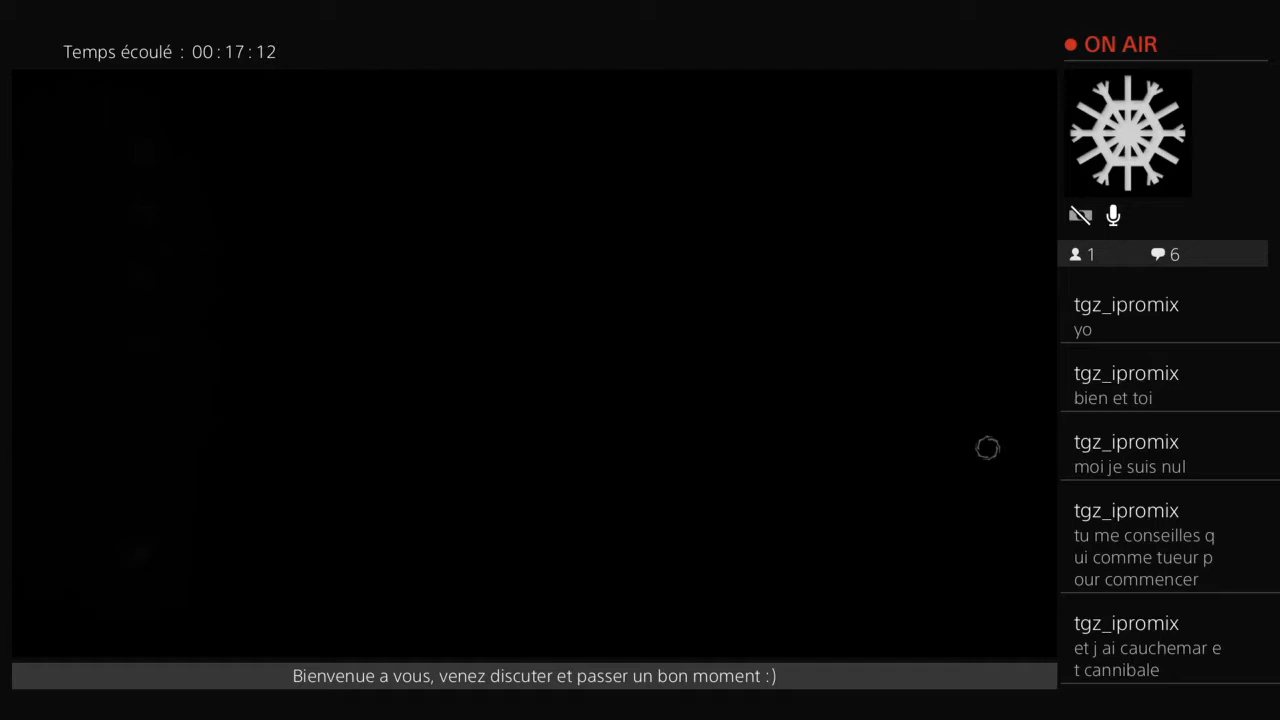 Temps écoulé : 00:17:12
ON AIR
1
6
tgz_ipromix
yo
tgz_ipromix
bien et toi
tgz_ipromix
moi je suis nul
tgz_ipromix
tu me conseilles q
ui comme tueur p
our commencer
tgz_ipromix
et j ai cauchemar e
t cannibale
Bienvenue a vous, venez discuter et passer un bon moment :)